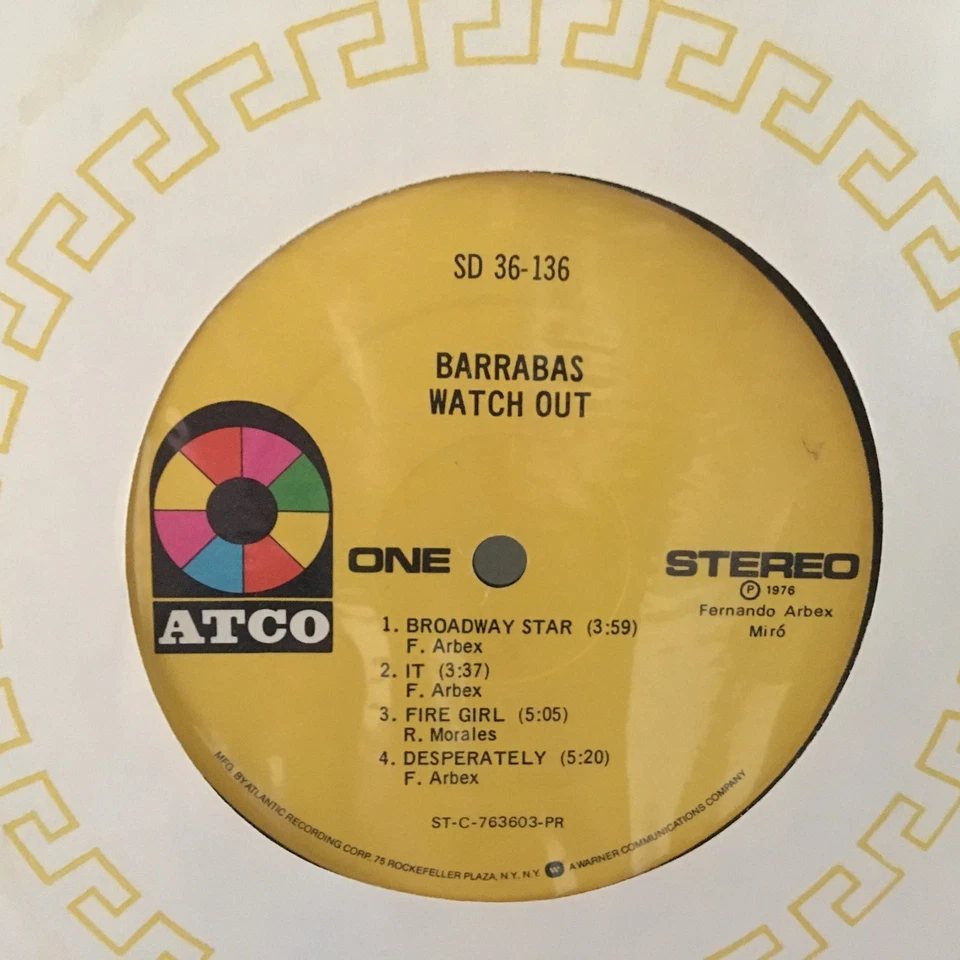 SD 36-136
BARRABAS
WATCH OUT
ATCO
ONE
STEREO
Ⓟ 1976
Fernando Arbex
Miró
1. BROADWAY STAR (3:59)
F. Arbex
2. IT (3:37)
F. Arbex
3. FIRE GIRL (5:05)
R. Morales
4. DESPERATELY (5:20)
F. Arbex
ST-C-763603-PR
MFG. BY ATLANTIC RECORDING CORP. 75 ROCKEFELLER PLAZA, N.Y. N.Y. W A WARNER COMMUNICATIONS COMPANY